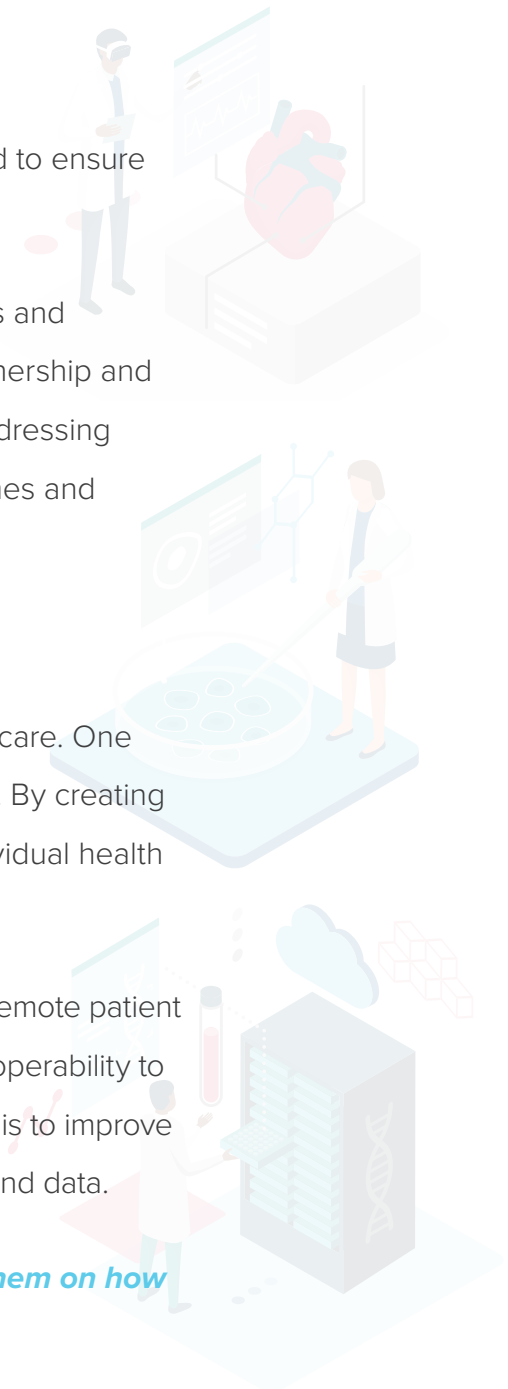 d to ensure
s and
nership and
dressing
nes and
care. One
. By creating
vidual health
emote patient
operability to
is to improve
nd data.
hem on how